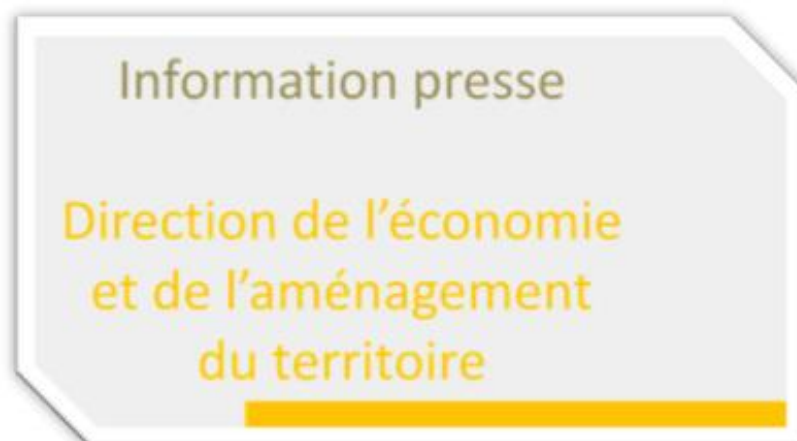 Information presse
Direction de l’économie
et de l’aménagement
du territoire